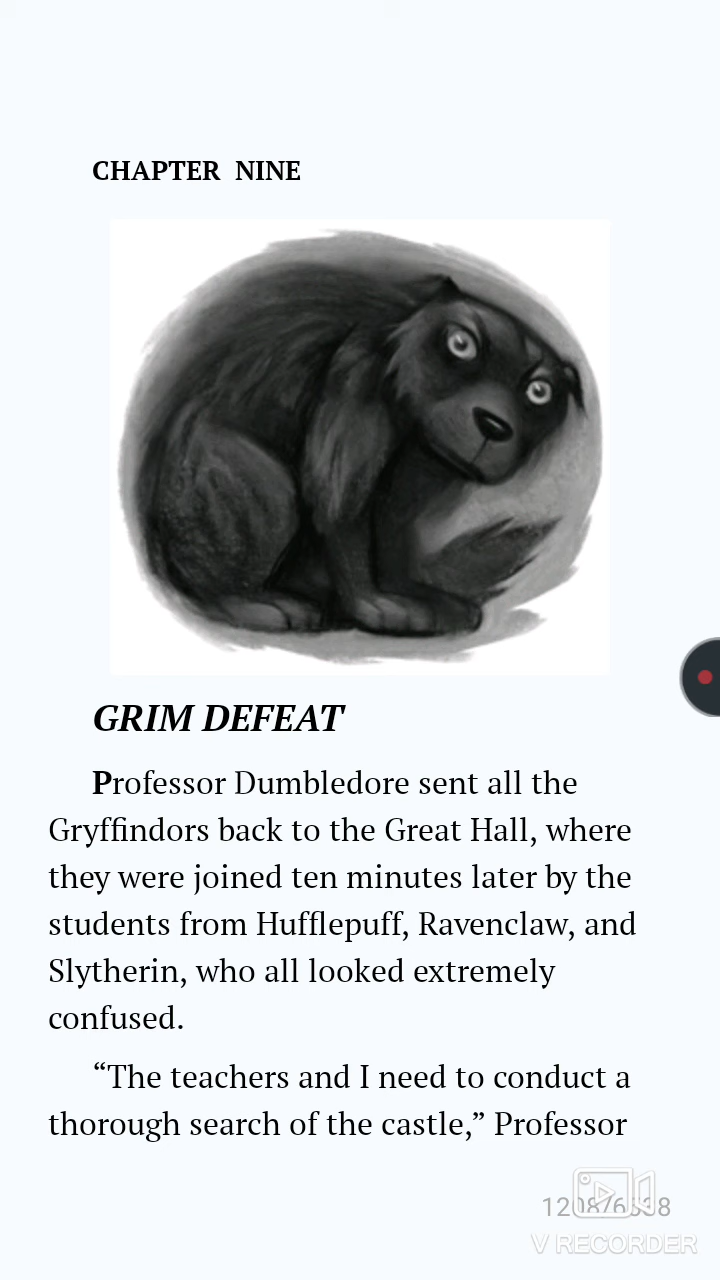 CHAPTER NINE
GRIM DEFEAT
Professor Dumbledore sent all the
Gryffindors back to the Great Hall, where
they were joined ten minutes later by the
students from Hufflepuff, Ravenclaw, and
Slytherin, who all looked extremely
confused.
“The teachers and I need to conduct a
thorough search of the castle,” Professor
V RECORDER